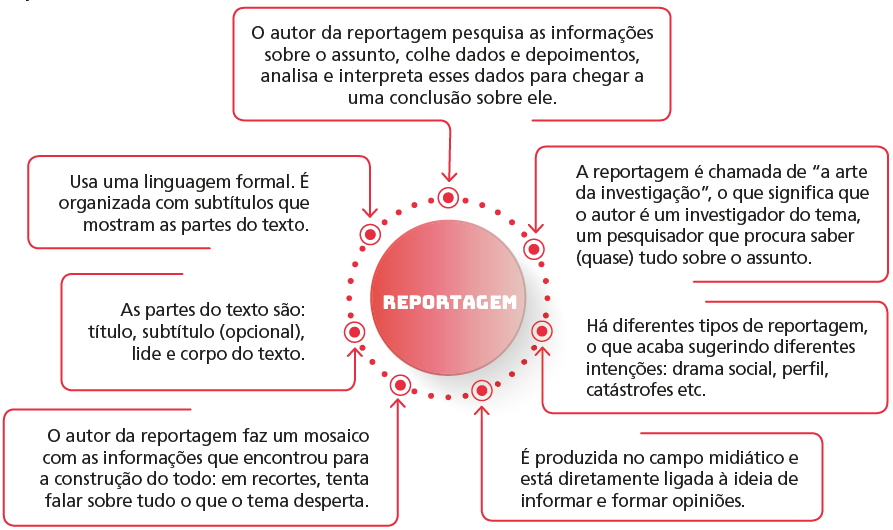 O autor da reportagem pesquisa as informações
sobre o assunto, colhe dados e depoimentos,
analisa e interpreta esses dados para chegar a
uma conclusão sobre ele.
Usa uma linguagem formal. É
organizada com subtítulos que
mostram as partes do texto.
A reportagem é chamada de “a arte
da investigação”, o que significa que
o autor é um investigador do tema,
um pesquisador que procura saber
(quase) tudo sobre o assunto.
REPORTAGEM
As partes do texto são:
título, subtítulo (opcional),
lide e corpo do texto.
Há diferentes tipos de reportagem,
o que acaba sugerindo diferentes
intenções: drama social, perfil,
catástrofes etc.
O autor da reportagem faz um mosaico
com as informações que encontrou para
a construção do todo: em recortes, tenta
falar sobre tudo o que o tema desperta.
É produzida no campo midiático e
está diretamente ligada à ideia de
informar e formar opiniões.